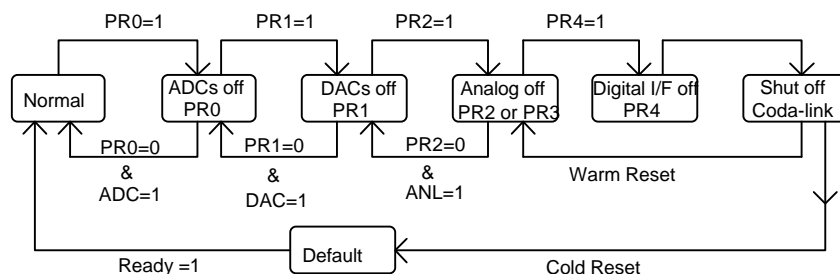 PR0=1
PR1=1
PR2=1
PR4=1
Normal
ADCs off
PR0
DACs off
PR1
Analog off
PR2 or PR3
Digital I/F off
PR4
Shut off
Coda-link
PR0=0
&
ADC=1
PR1=0
&
DAC=1
PR2=0
&
ANL=1
Warm Reset
Ready =1
Default
Cold Reset